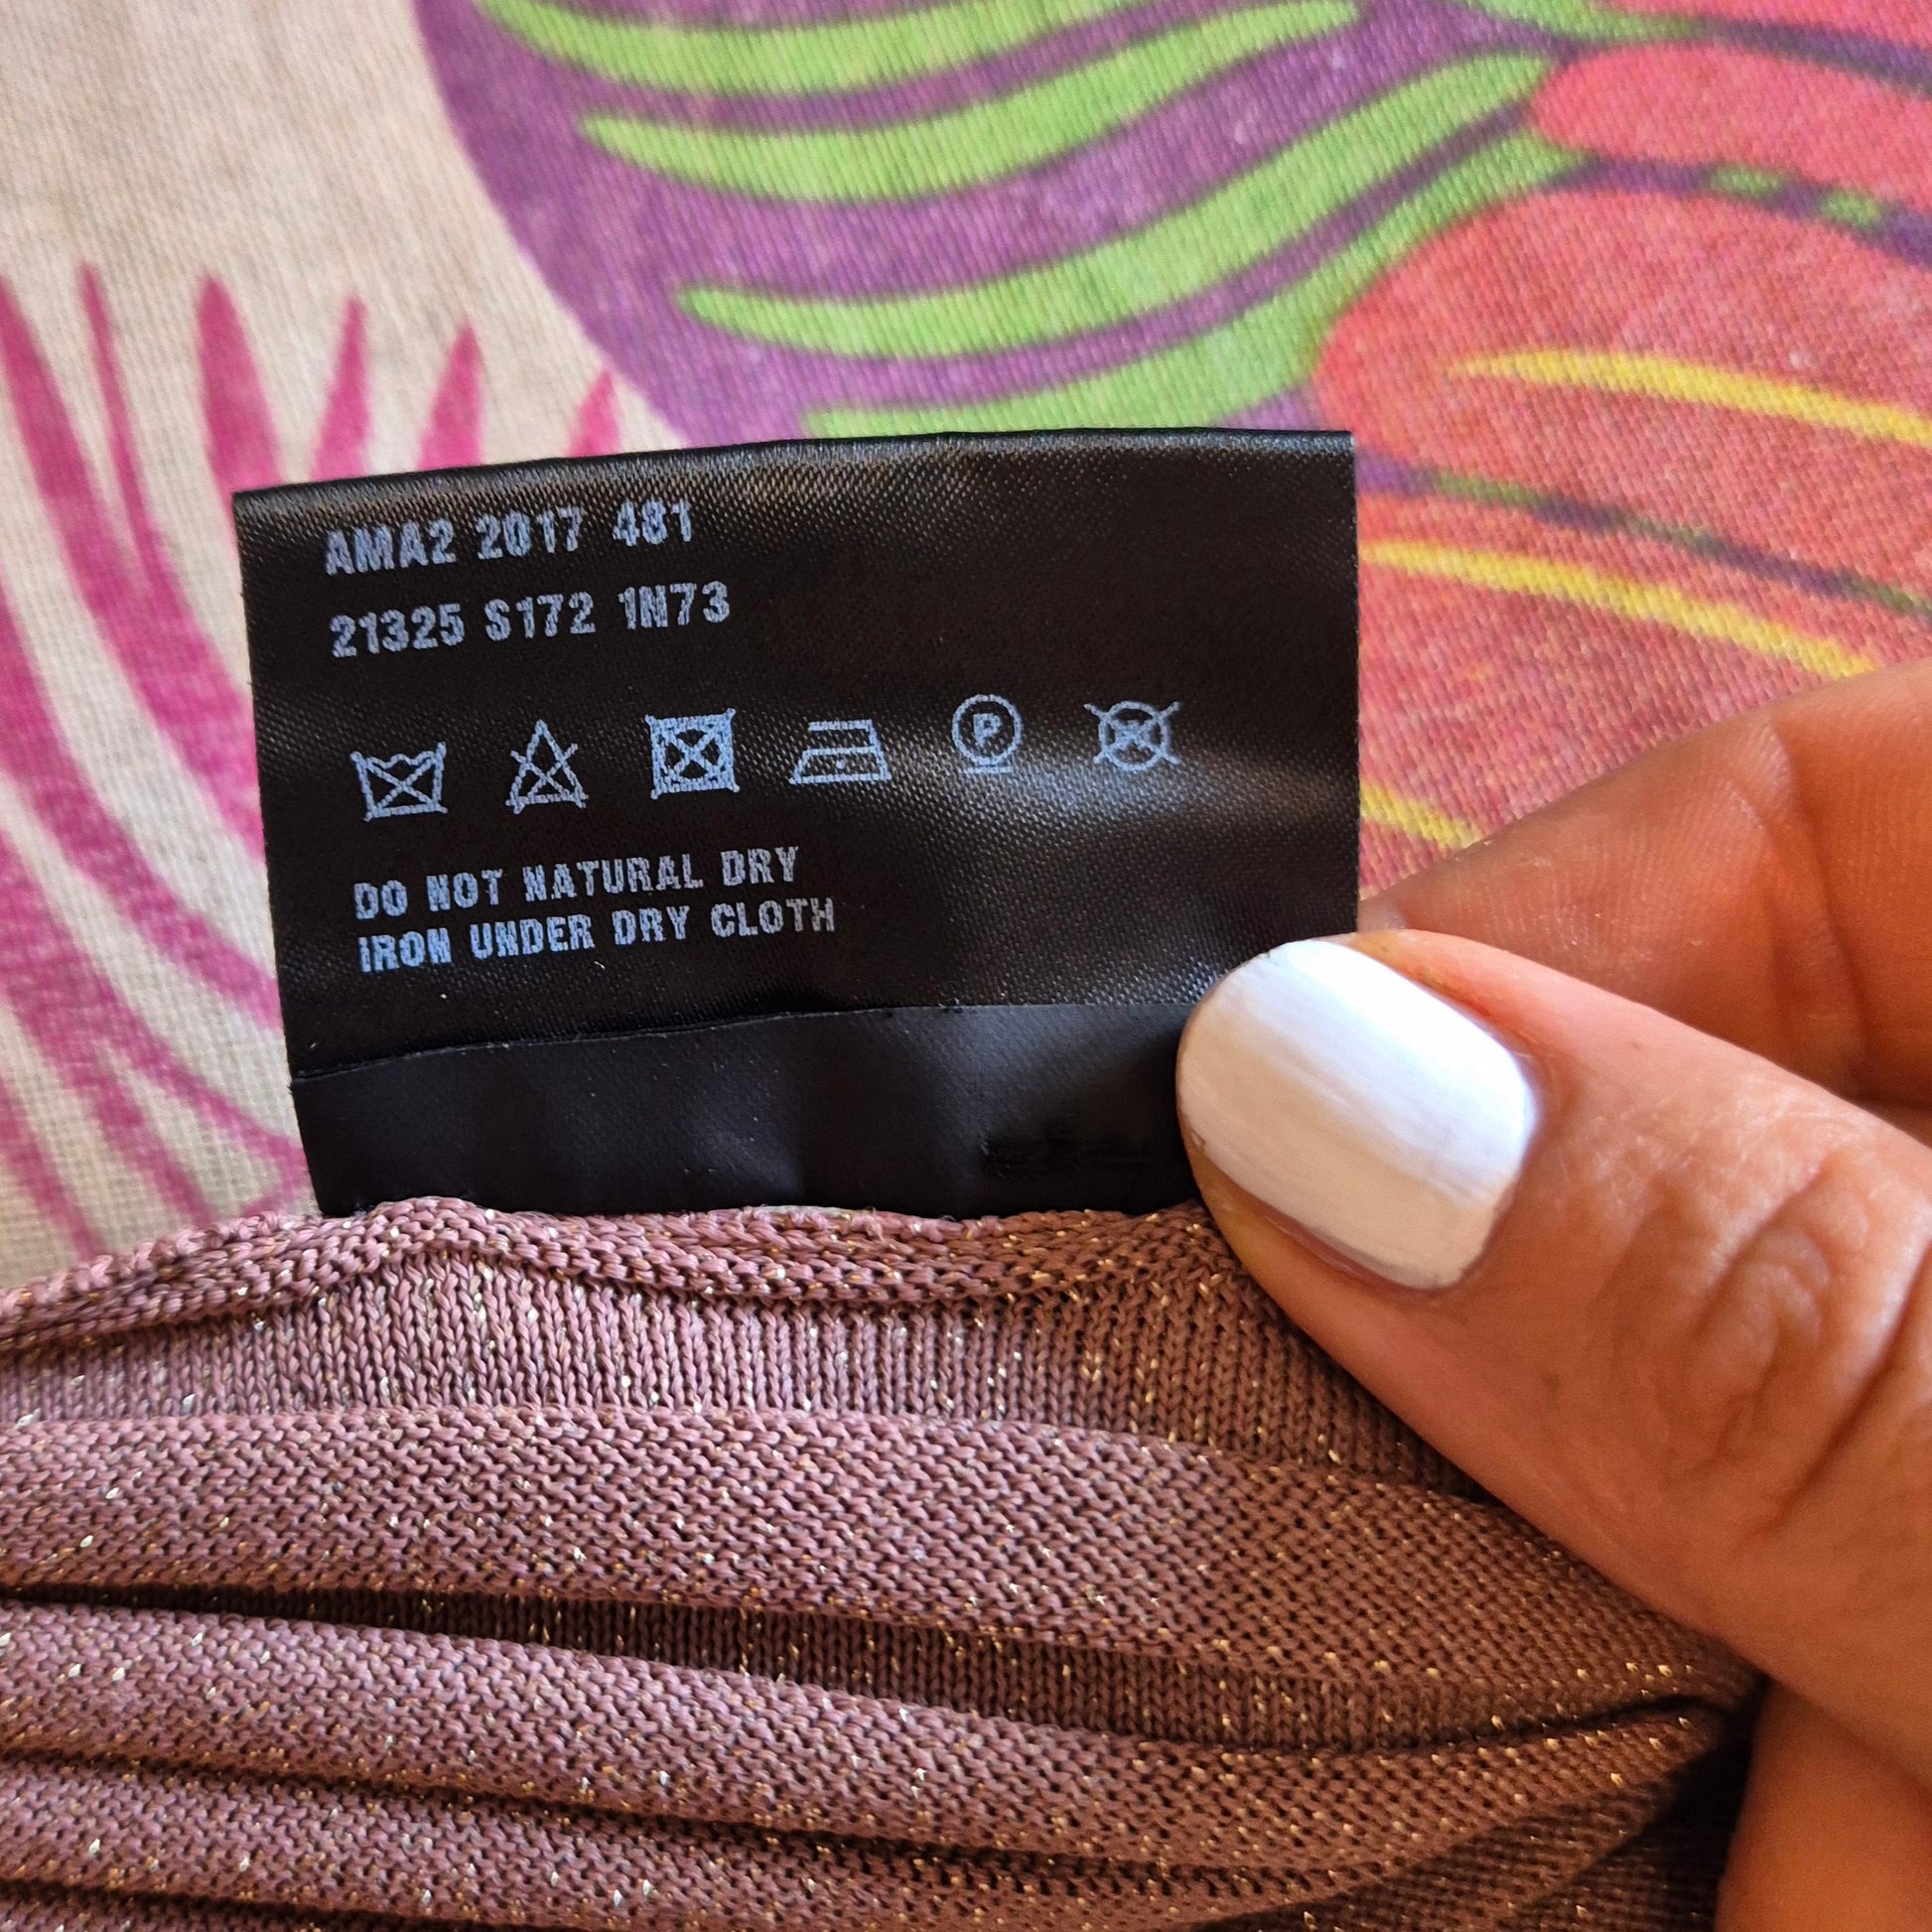 AMA2 2017 481
21325 S172 1N73
P
DO NOT NATURAL DRY
IRON UNDER DRY CLOTH